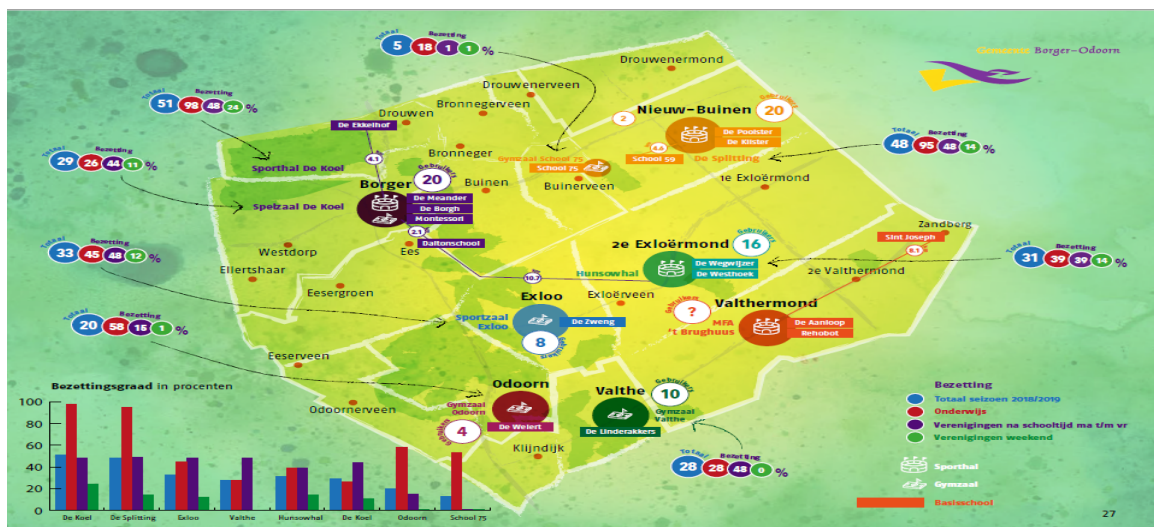 Gemeente Borger-Odoorn
Totaal Bezetting
5 18 1 1 %
Totaal Bezetting
51 98 48 24 %
Totaal Bezetting
29 26 44 11 %
Totaal Bezetting
33 45 48 12 %
Totaal Bezetting
20 58 15 1 %
Totaal Bezetting
48 95 48 14 %
Totaal Bezetting
31 39 39 14 %
Totaal Bezetting
28 28 48 0 %
Drouwenermond
Drouwenerveen
Bronnegerveen
Drouwen
De Ekkelhof
4.1
Bronneger
Nieuw-Buinen
Gebruikers
20
2
De Poolster
De Kilster
4.6
School 59
De Splitting
Gymzaal School 75
School 75
Buinerveen
1e Exloërmond
Sporthal De Koel
Spelzaal De Koel
Borger
Gebruikers
20
Buinen
De Meander
De Borgh
Montessori
2.1
Daltonschool
Ees
Westdorp
Ellertshaar
Eesergroen
10.7
2e Exloërmond
Gebruikers
16
Hunsowhal
De Wegwijzer
De Westhoek
Zandberg
Sint Joseph
8.1
2e Valthermond
Exloo
Exloërveen
Sportzaal
Exloo
De Zweng
8
Gebruikers
Gebruikers
?
Valthermond
MFA
't Brughuus
De Aanloop
Rehobot
Eeserveen
Odoornerveen
Odoorn
Gymzaal
Odoorn
De Weiert
4
Gebruikers
Klijndijk
Valthe
Gebruikers
10
Gymzaal
Valthe
De Linderakkers
Bezettingsgraad in procenten
100
80
60
40
20
0
De Koel De Splitting Exloo Valthe Hunsowhal De Koel Odoorn School 75
Bezetting
Totaal seizoen 2018/2019
Onderwijs
Verenigingen na schooltijd ma t/m vr
Verenigingen weekend
Sporthal
Gymzaal
Basisschool
27